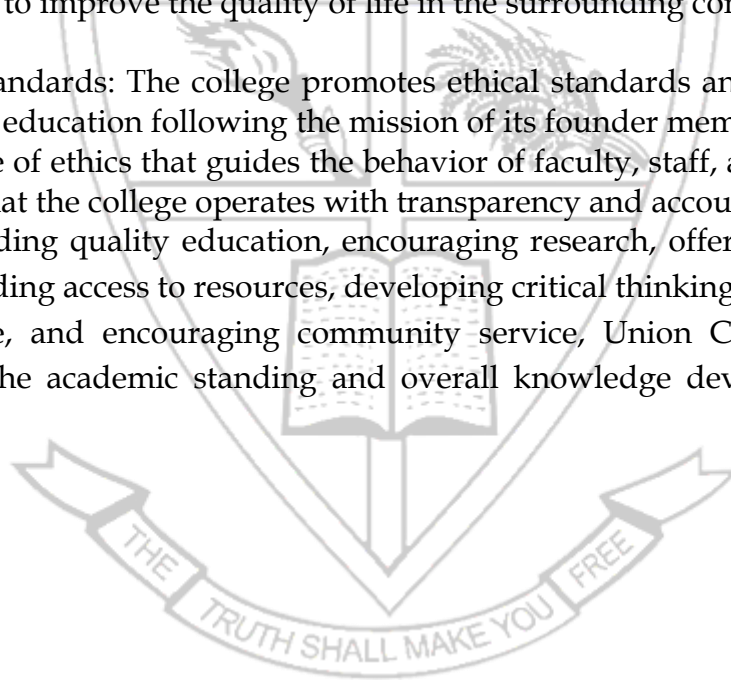 to improve the quality of life in the surrounding co
andards: The college promotes ethical standards an
education following the mission of its founder mem
e of ethics that guides the behavior of faculty, staff, a
hat the college operates with transparency and accou
ding quality education, encouraging research, offer
ding access to resources, developing critical thinking
e, and encouraging community service, Union C
he academic standing and overall knowledge dev
THE TRUTH SHALL MAKE YOU FREE